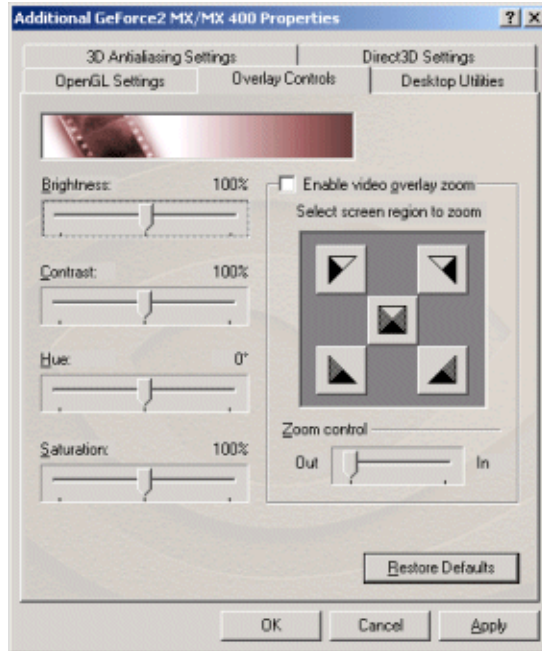 Additional GeForce2 MX/MX 400 Properties
3D Antialiasing Settings Direct3D Settings
OpenGL Settings Overlay Controls Desktop Utilities
Brightness: 100%
Enable video overlay zoom
Select screen region to zoom
Contrast: 100%
Hue: 0°
Zoom control
Saturation: 100%
Out In
Restore Defaults
OK Cancel Apply